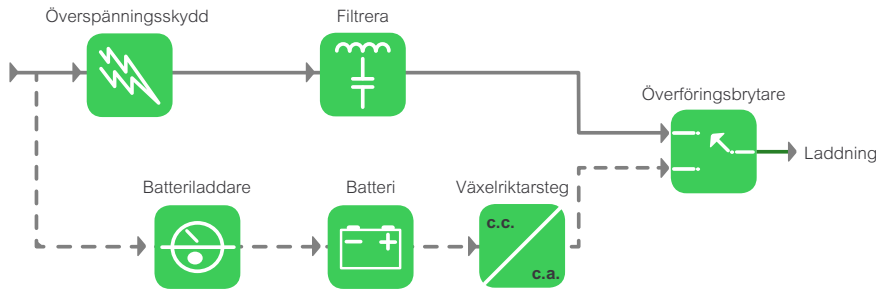 Överspänningsskydd
Filtrera
Överföringsbrytare
Laddning
Batteriladdare
Batteri
Växelriktarsteg
c.c.
c.a.